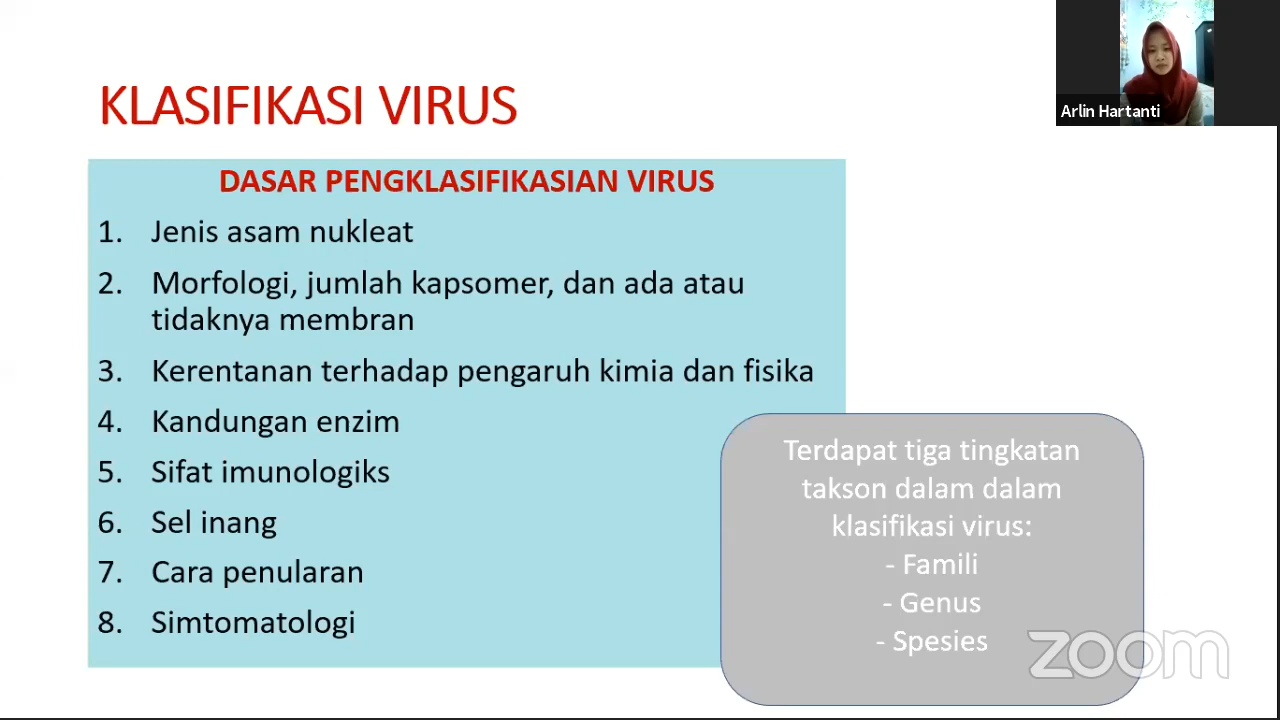 KLASIFIKASI VIRUS
Arlin Hartanti
DASAR PENGKLASIFIKASIAN VIRUS
1. Jenis asam nukleat
2. Morfologi, jumlah kapsomer, dan ada atau
tidaknya membran
3. Kerentanan terhadap pengaruh kimia dan fisika
4. Kandungan enzim
5. Sifat imunologiks
6. Sel inang
7. Cara penularan
8. Simtomatologi
Terdapat tiga tingkatan
takson dalam dalam
klasifikasi virus:
- Famili
- Genus
- Spesies
zoom